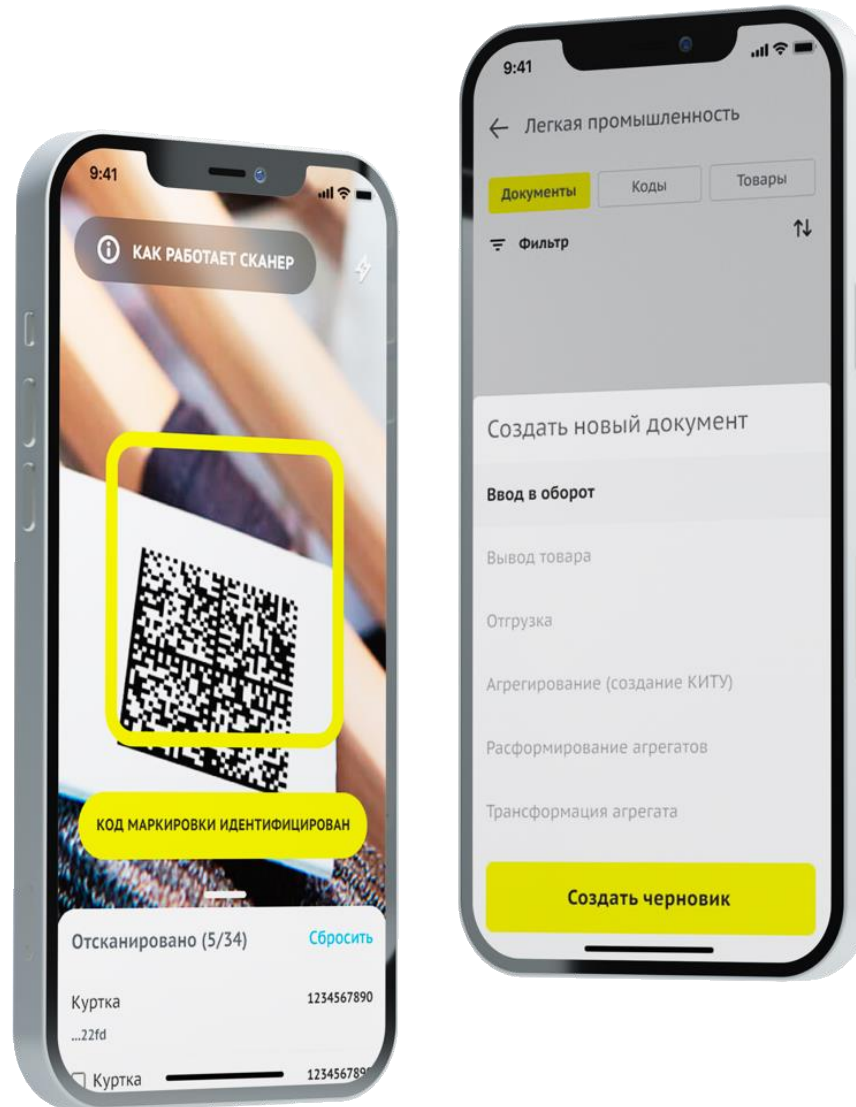 9:41
КАК РАБОТАЕТ СКАНЕР
КОД МАРКИРОВКИ ИДЕНТИФИЦИРОВАН
Отсканировано (5/34) Сбросить
Куртка 1234567890
...22fd
Куртка 123456789
9:41
Легкая промышленность
Документы Коды Товары
Фильтр
Создать новый документ
Ввод в оборот
Вывод товара
Отгрузка
Агрегирование (создание КИТУ)
Расформирование агрегатов
Трансформация агрегата
Создать черновик